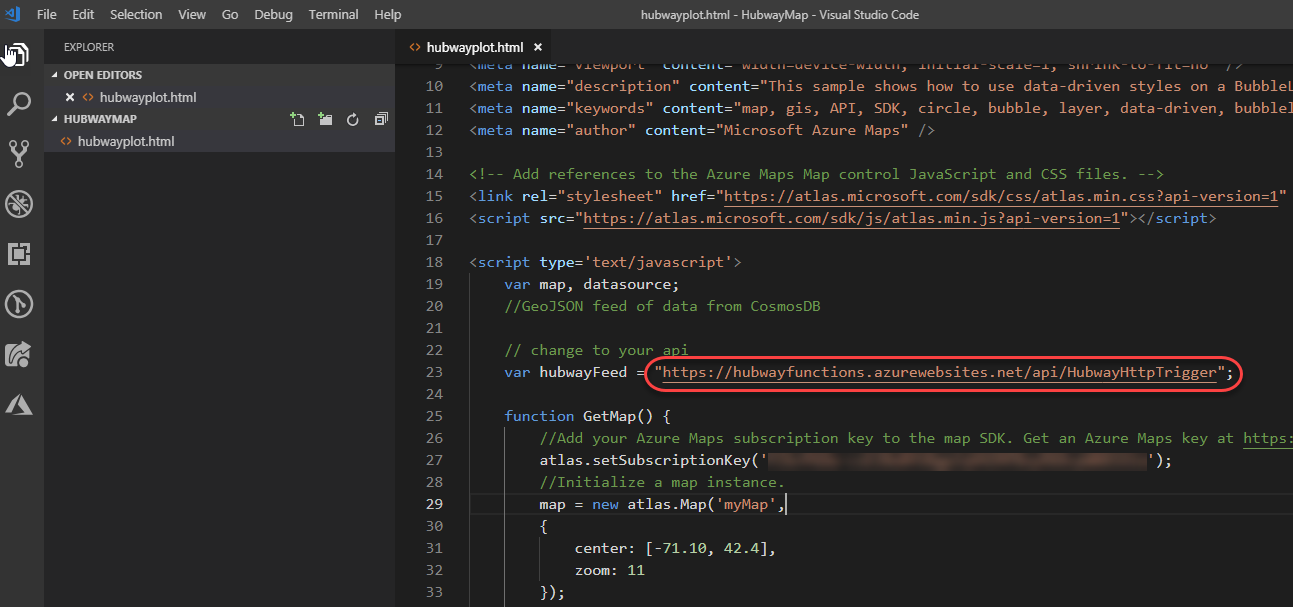 File Edit Selection View Go Debug Terminal Help
hubwayplot.html - HubwayMap - Visual Studio Code
EXPLORER
OPEN EDITORS
hubwayplot.html
HUBWAYMAP
hubwayplot.html
hubwayplot.html
9 <meta name="viewport" content="width=device-width, initial-scale=1, shrink-to-fit=no" />
10 <meta name="description" content="This sample shows how to use data-driven styles on a BubbleL
11 <meta name="keywords" content="map, gis, API, SDK, circle, bubble, layer, data-driven, bubblel
12 <meta name="author" content="Microsoft Azure Maps" />
13
14 <!-- Add references to the Azure Maps Map control JavaScript and CSS files. -->
15 <link rel="stylesheet" href="https://atlas.microsoft.com/sdk/css/atlas.min.css?api-version=1"
16 <script src="https://atlas.microsoft.com/sdk/js/atlas.min.js?api-version=1"></script>
17
18 <script type='text/javascript'>
19 var map, datasource;
20 //GeoJSON feed of data from CosmosDB
21
22 // change to your api
23 var hubwayFeed = "https://hubwayfunctions.azurewebsites.net/api/HubwayHttpTrigger";
24
25 function GetMap() {
26 //Add your Azure Maps subscription key to the map SDK. Get an Azure Maps key at https:
27 atlas.setSubscriptionKey(' ');
28 //Initialize a map instance.
29 map = new atlas.Map('myMap',
30 {
31 center: [-71.10, 42.4],
32 zoom: 11
33 });